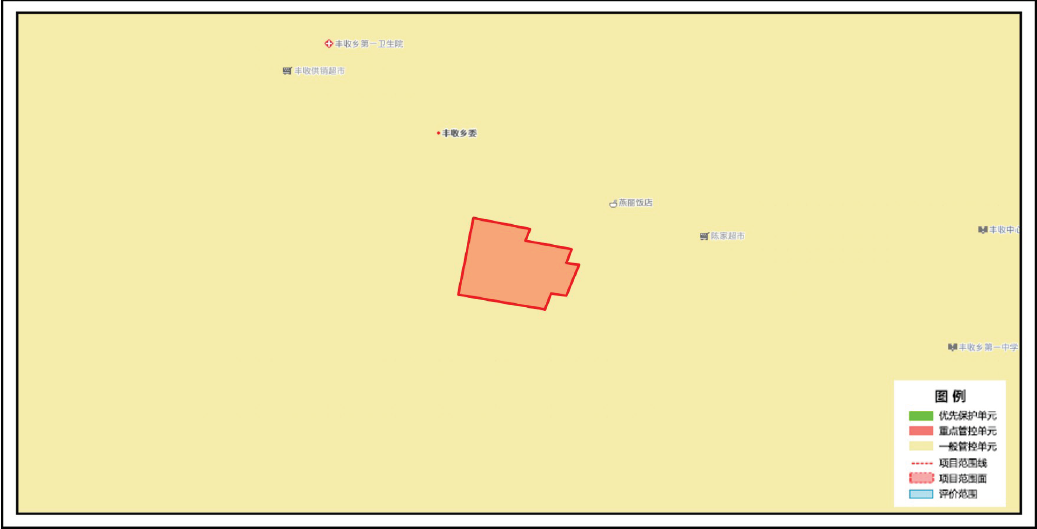 丰收乡第一卫生院
丰收供销超市
丰收乡委
燕丽饭店
陈家超市
丰收中心
丰收乡第一中学
图例
优先保护单元
重点管控单元
一般管控单元
项目范围线
项目范围面
评价范围